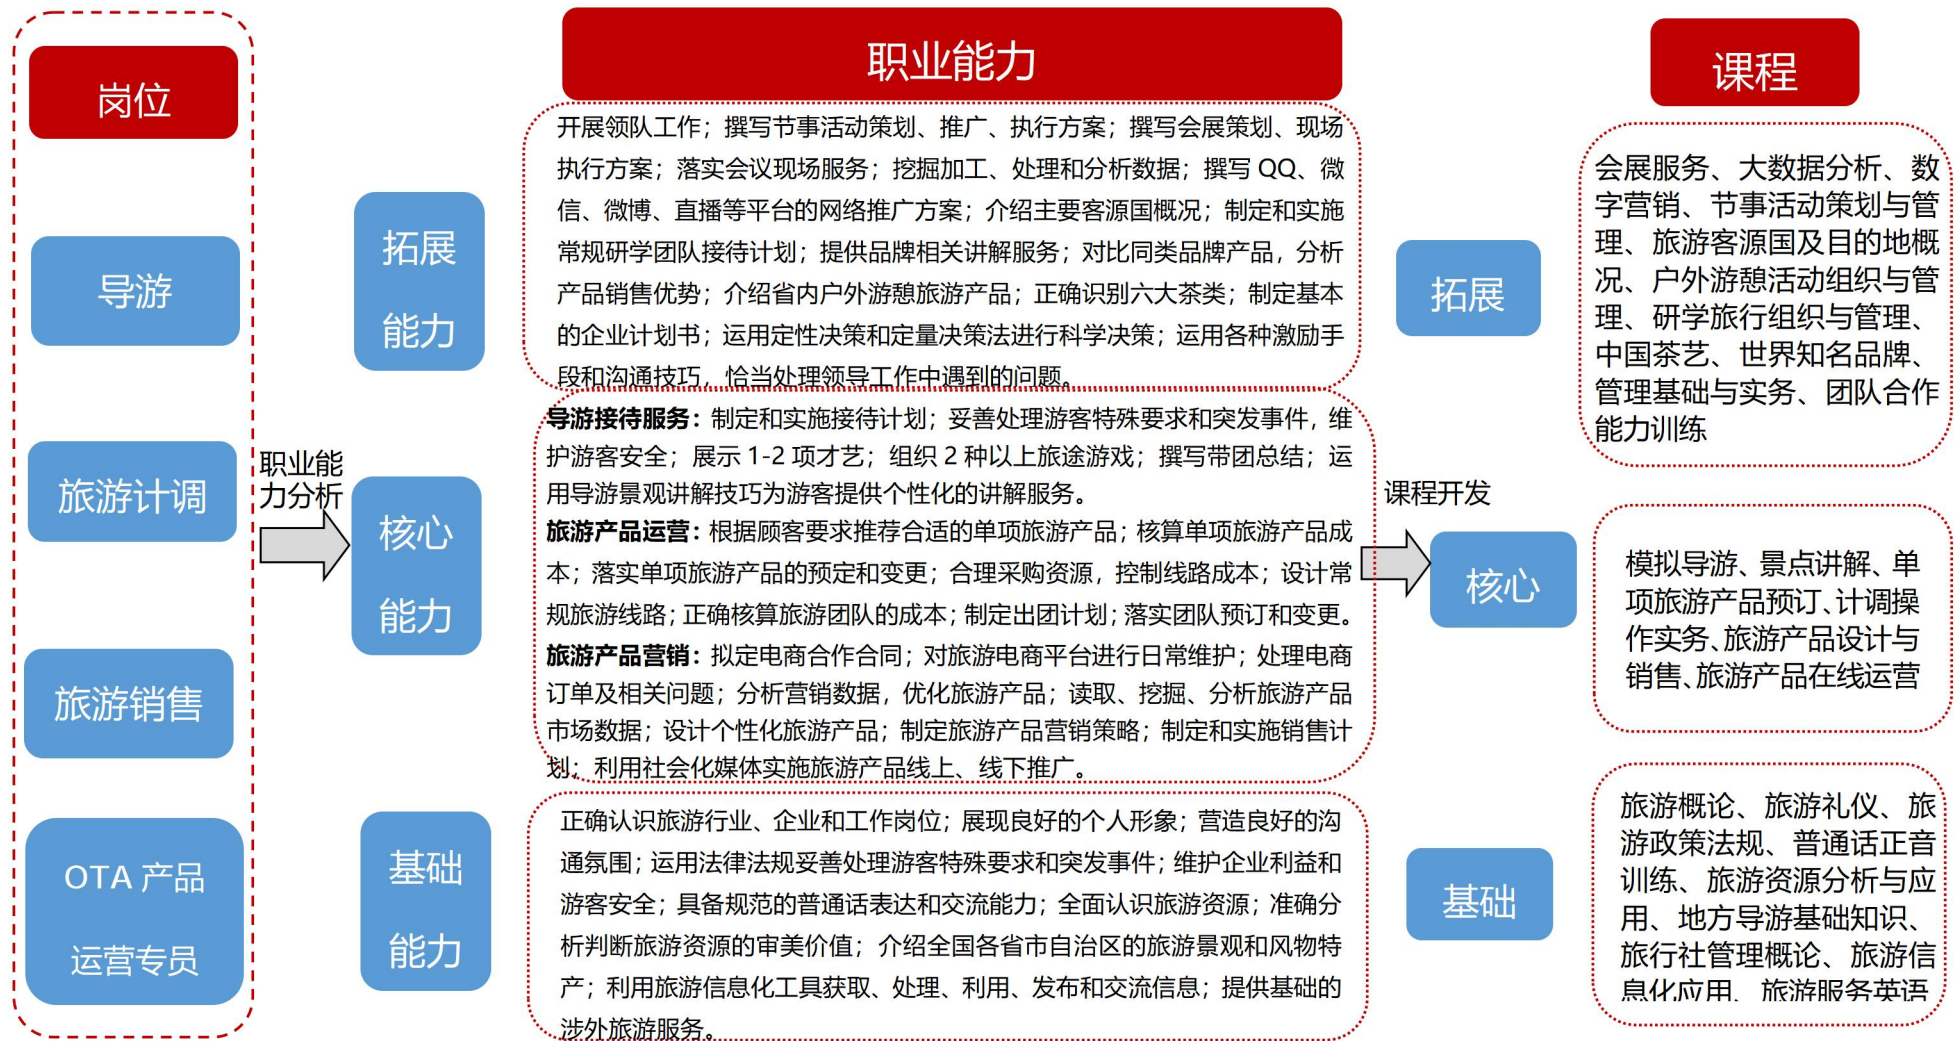 岗位
导游
旅游计调
旅游销售
OTA 产品
运营专员
职业能
力分析
职业能力
拓展
能力
开展领队工作；撰写节事活动策划、推广、执行方案；撰写会展策划、现场
执行方案；落实会议现场服务；挖掘加工、处理和分析数据；撰写 QQ、微
信、微博、直播等平台的网络推广方案；介绍主要客源国概况；制定和实施
常规研学团队接待计划；提供品牌相关讲解服务；对比同类品牌产品，分析
产品销售优势；介绍省内户外游憩旅游产品；正确识别六大茶类；制定基本
的企业计划书；运用定性决策和定量决策法进行科学决策；运用各种激励手
段和沟通技巧，恰当处理领导工作中遇到的问题。
核心
能力
导游接待服务：制定和实施接待计划；妥善处理游客特殊要求和突发事件，维
护游客安全；展示 1-2 项才艺；组织 2 种以上旅途游戏；撰写带团总结；运
用导游景观讲解技巧为游客提供个性化的讲解服务。
旅游产品运营：根据顾客要求推荐合适的单项旅游产品；核算单项旅游产品成
本；落实单项旅游产品的预定和变更；合理采购资源，控制线路成本；设计常
规旅游线路；正确核算旅游团队的成本；制定出团计划；落实团队预订和变更。
旅游产品营销：拟定电商合作合同；对旅游电商平台进行日常维护；处理电商
订单及相关问题；分析营销数据，优化旅游产品；读取、挖掘、分析旅游产品
市场数据；设计个性化旅游产品；制定旅游产品营销策略；制定和实施销售计
划；利用社会化媒体实施旅游产品线上、线下推广。
基础
能力
正确认识旅游行业、企业和工作岗位；展现良好的个人形象；营造良好的沟
通氛围；运用法律法规妥善处理游客特殊要求和突发事件；维护企业利益和
游客安全；具备规范的普通话表达和交流能力；全面认识旅游资源；准确分
析判断旅游资源的审美价值；介绍全国各省市自治区的旅游景观和风物特
产；利用旅游信息化工具获取、处理、利用、发布和交流信息；提供基础的
涉外旅游服务。
课程开发
课程
拓展
会展服务、大数据分析、数
字营销、节事活动策划与管
理、旅游客源国及目的地概
况、户外游憩活动组织与管
理、研学旅行组织与管理、
中国茶艺、世界知名品牌、
管理基础与实务、团队合作
能力训练
核心
模拟导游、景点讲解、单
项旅游产品预订、计调操
作实务、旅游产品设计与
销售、旅游产品在线运营
基础
旅游概论、旅游礼仪、旅
游政策法规、普通话正音
训练、旅游资源分析与应
用、地方导游基础知识、
旅行社管理概论、旅游信
息化应用、旅游服务英语